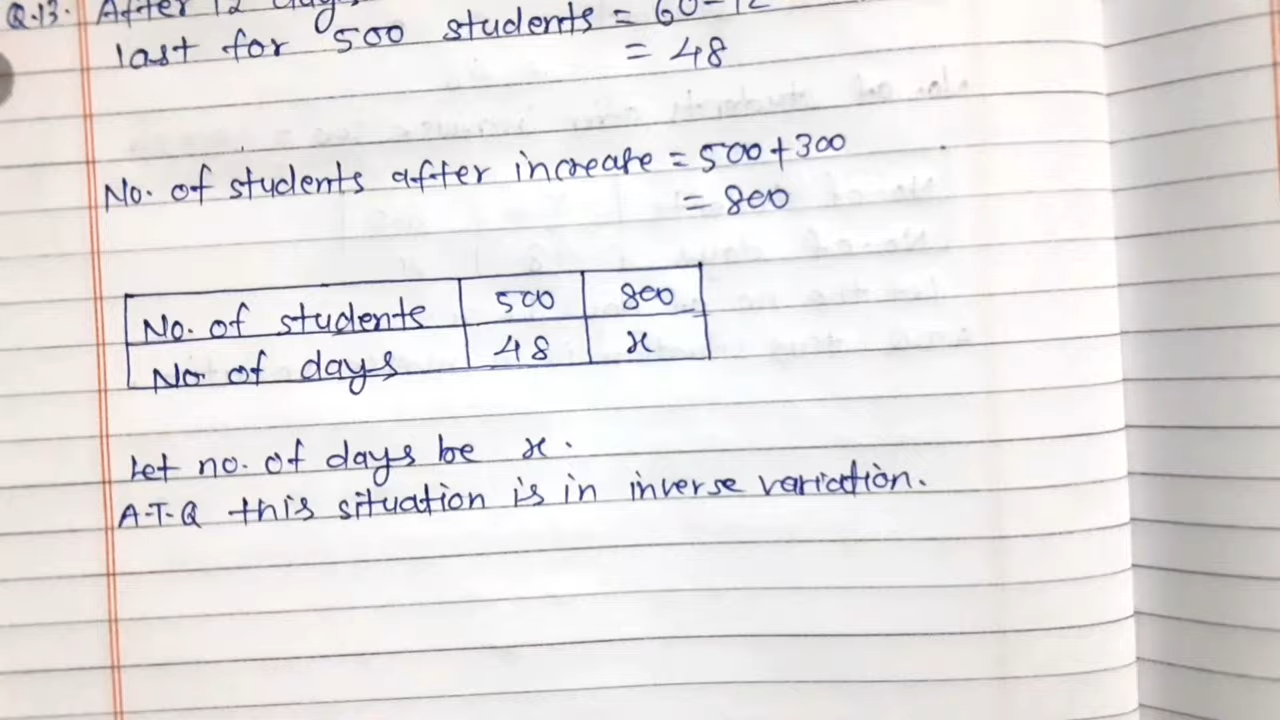 Q.13. After 12 days
last for 500 students = 60-12
= 48
No. of students after increase = 500+300
= 800
No. of students 500 800
No of days 48 x
Let no. of days be x.
A.T.Q this situation is in inverse variation.